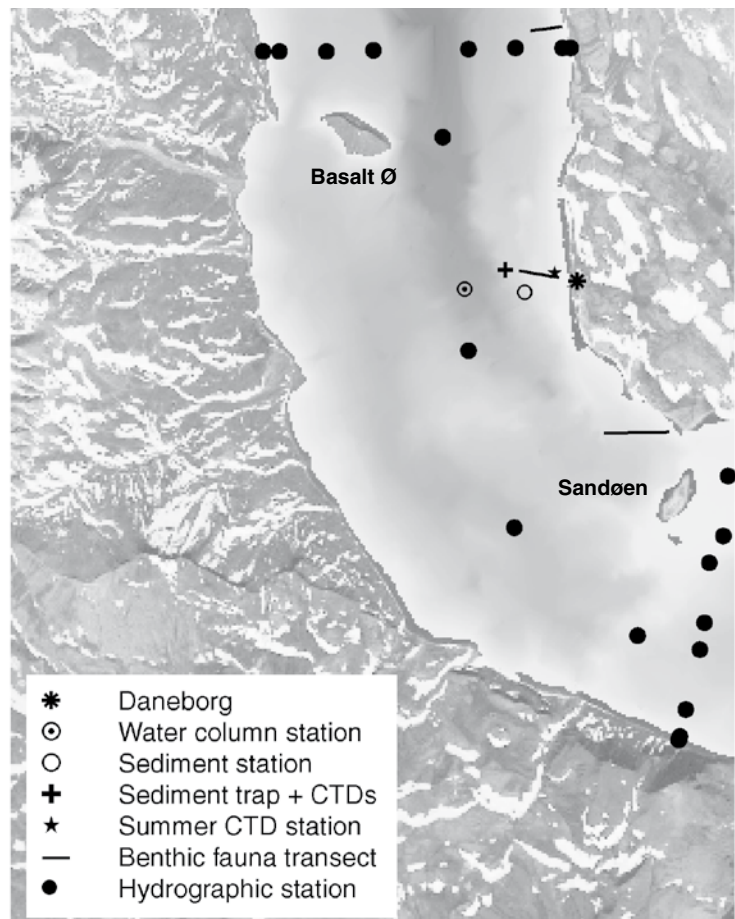 Basalt Ø
Sandøen
Daneborg
Water column station
Sediment station
Sediment trap + CTDs
Summer CTD station
Benthic fauna transect
Hydrographic station